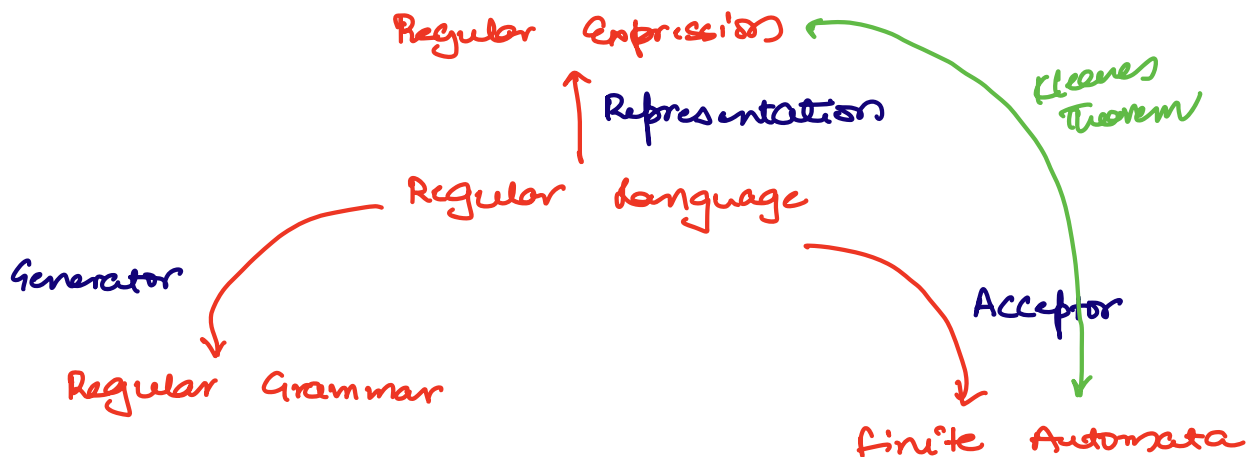 Regular Expression
Kleenes
Theorem
Representation
Regular Language
Generator
Acceptor
Regular Grammar
Finite Automata